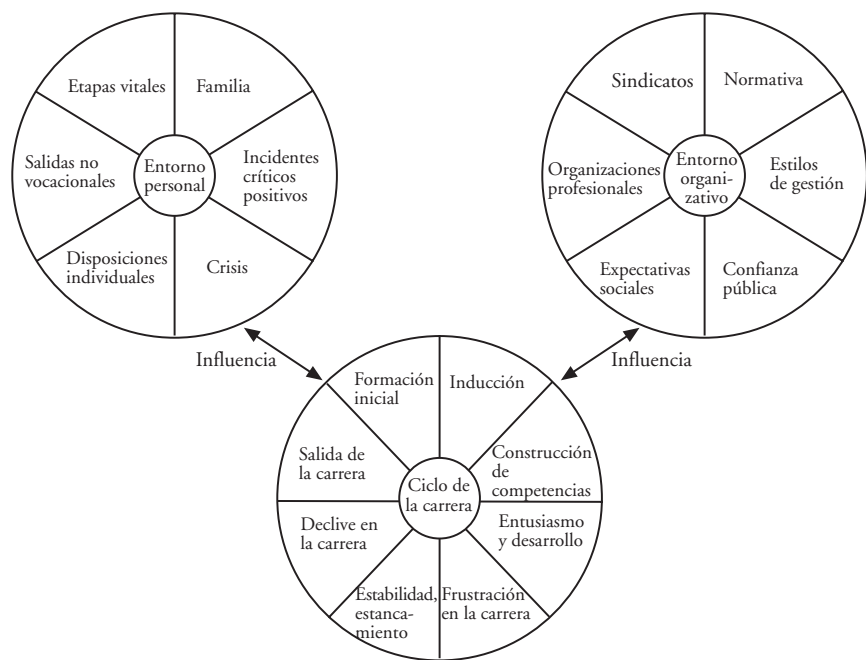 Etapas vitales
Familia
Incidentes
críticos
positivos
Crisis
Disposiciones
individuales
Salidas no
vocacionales
Entorno
personal
Sindicatos
Normativa
Estilos
de gestión
Confianza
pública
Expectativas
sociales
Organizaciones
profesionales
Entorno
organi-
zativo
Influencia
Influencia
Formación
inicial
Inducción
Construcción
de
competencias
Entusiasmo
y desarrollo
Frustración
en la carrera
Estabilidad,
estanca-
miento
Declive en
la carrera
Salida de
la carrera
Ciclo de
la carrera